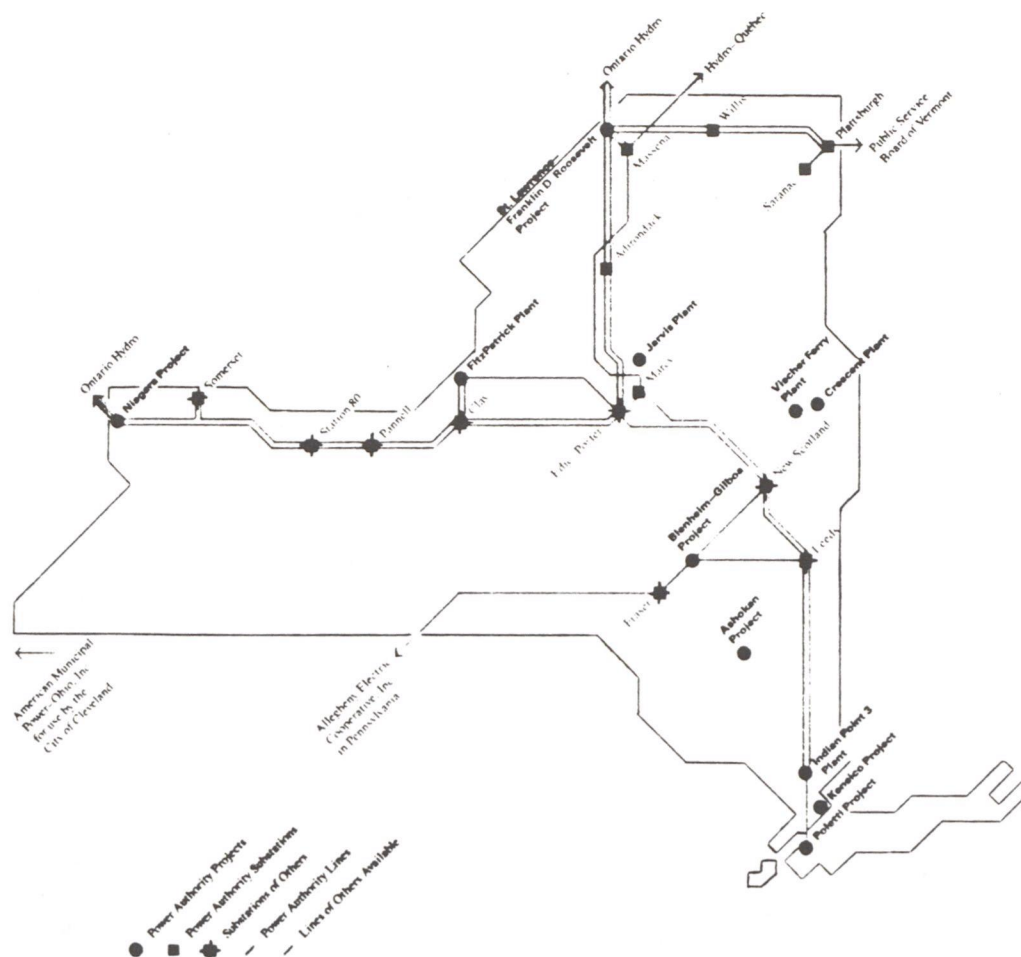 Ontario Hydro
Hydro-Québec
Willis
Plattsburgh
Public Service
Board of Vermont
Massena
Saranac
St. Lawrence—
Franklin D. Roosevelt
Project
Adirondack
FitzPatrick Plant
Jarvis Plant
Marcy
Vischer Ferry
Plant
Crescent Plant
Ontario Hydro
Niagara Project
Somerset
Station 80
Pannell
Clay
Edic/Porter
New Scotland
Blenheim-Gilboa
Project
Leeds
Fraser
Ashokan
Project
American Municipal
Power-Ohio, Inc.
for use by the
City of Cleveland
Allegheny Electric
Cooperative, Inc.
in Pennsylvania
Indian Point 3
Plant
Kensico Project
Poletti Project
Power Authority Projects
Power Authority Substations
Substations of Others
Power Authority Lines
Lines of Others Available